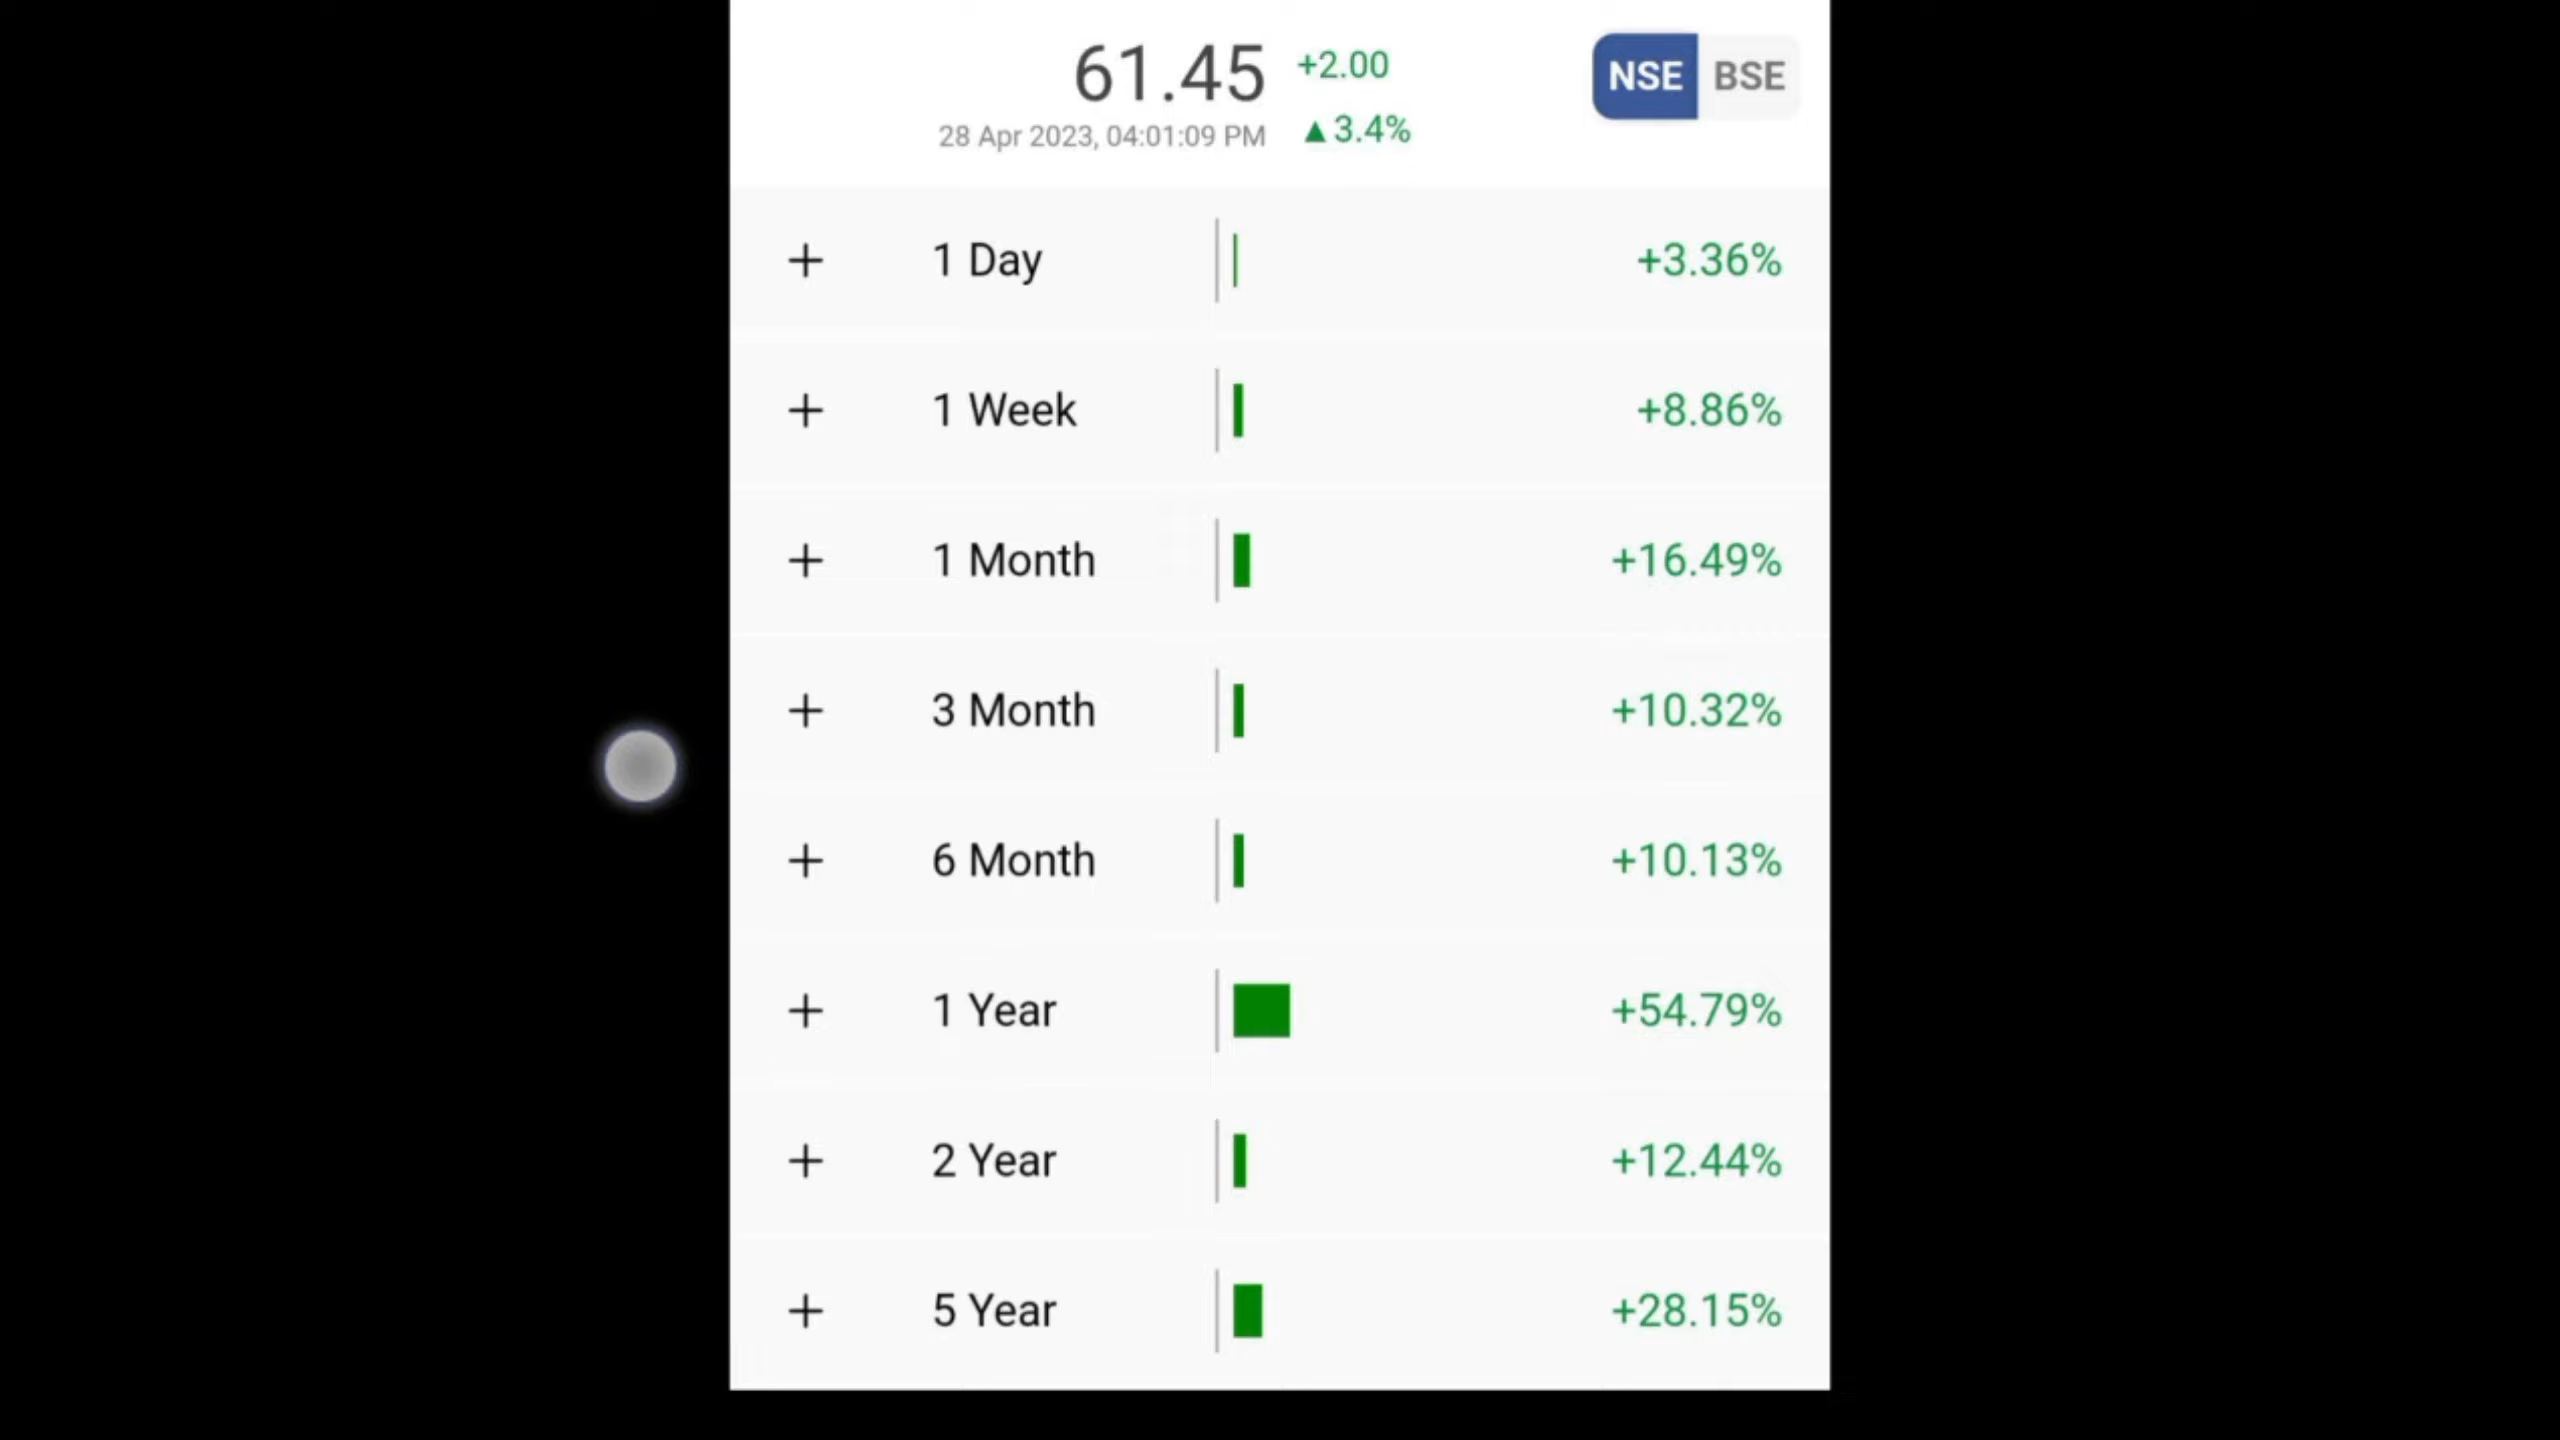 61.45 +2.00
NSE BSE
28 Apr 2023, 04:01:09 PM ▲3.4%
+ 1 Day +3.36%
+ 1 Week +8.86%
+ 1 Month +16.49%
+ 3 Month +10.32%
+ 6 Month +10.13%
+ 1 Year +54.79%
+ 2 Year +12.44%
+ 5 Year +28.15%